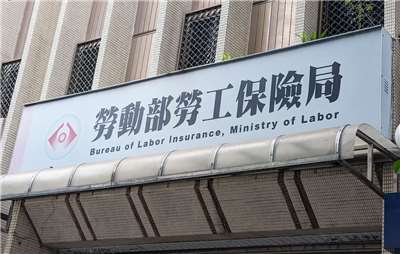 勞動部勞工保險局
Bureau of Labor Insurance, Ministry of Labor